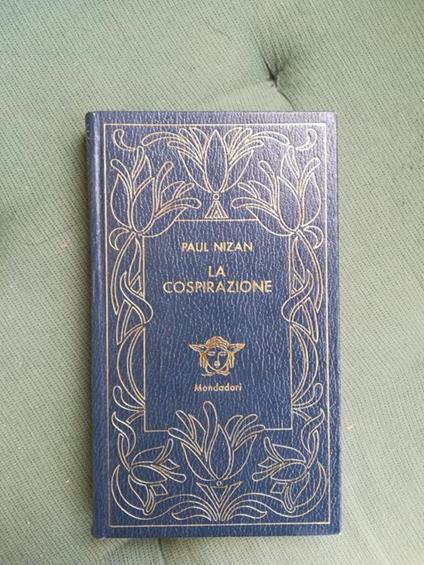 PAUL NIZAN
LA
COSPIRAZIONE
Mondadori